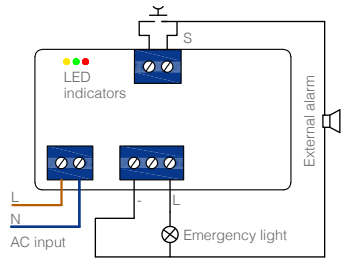 S
LED
indicators
External alarm
L
N
AC input
-
L
Emergency light